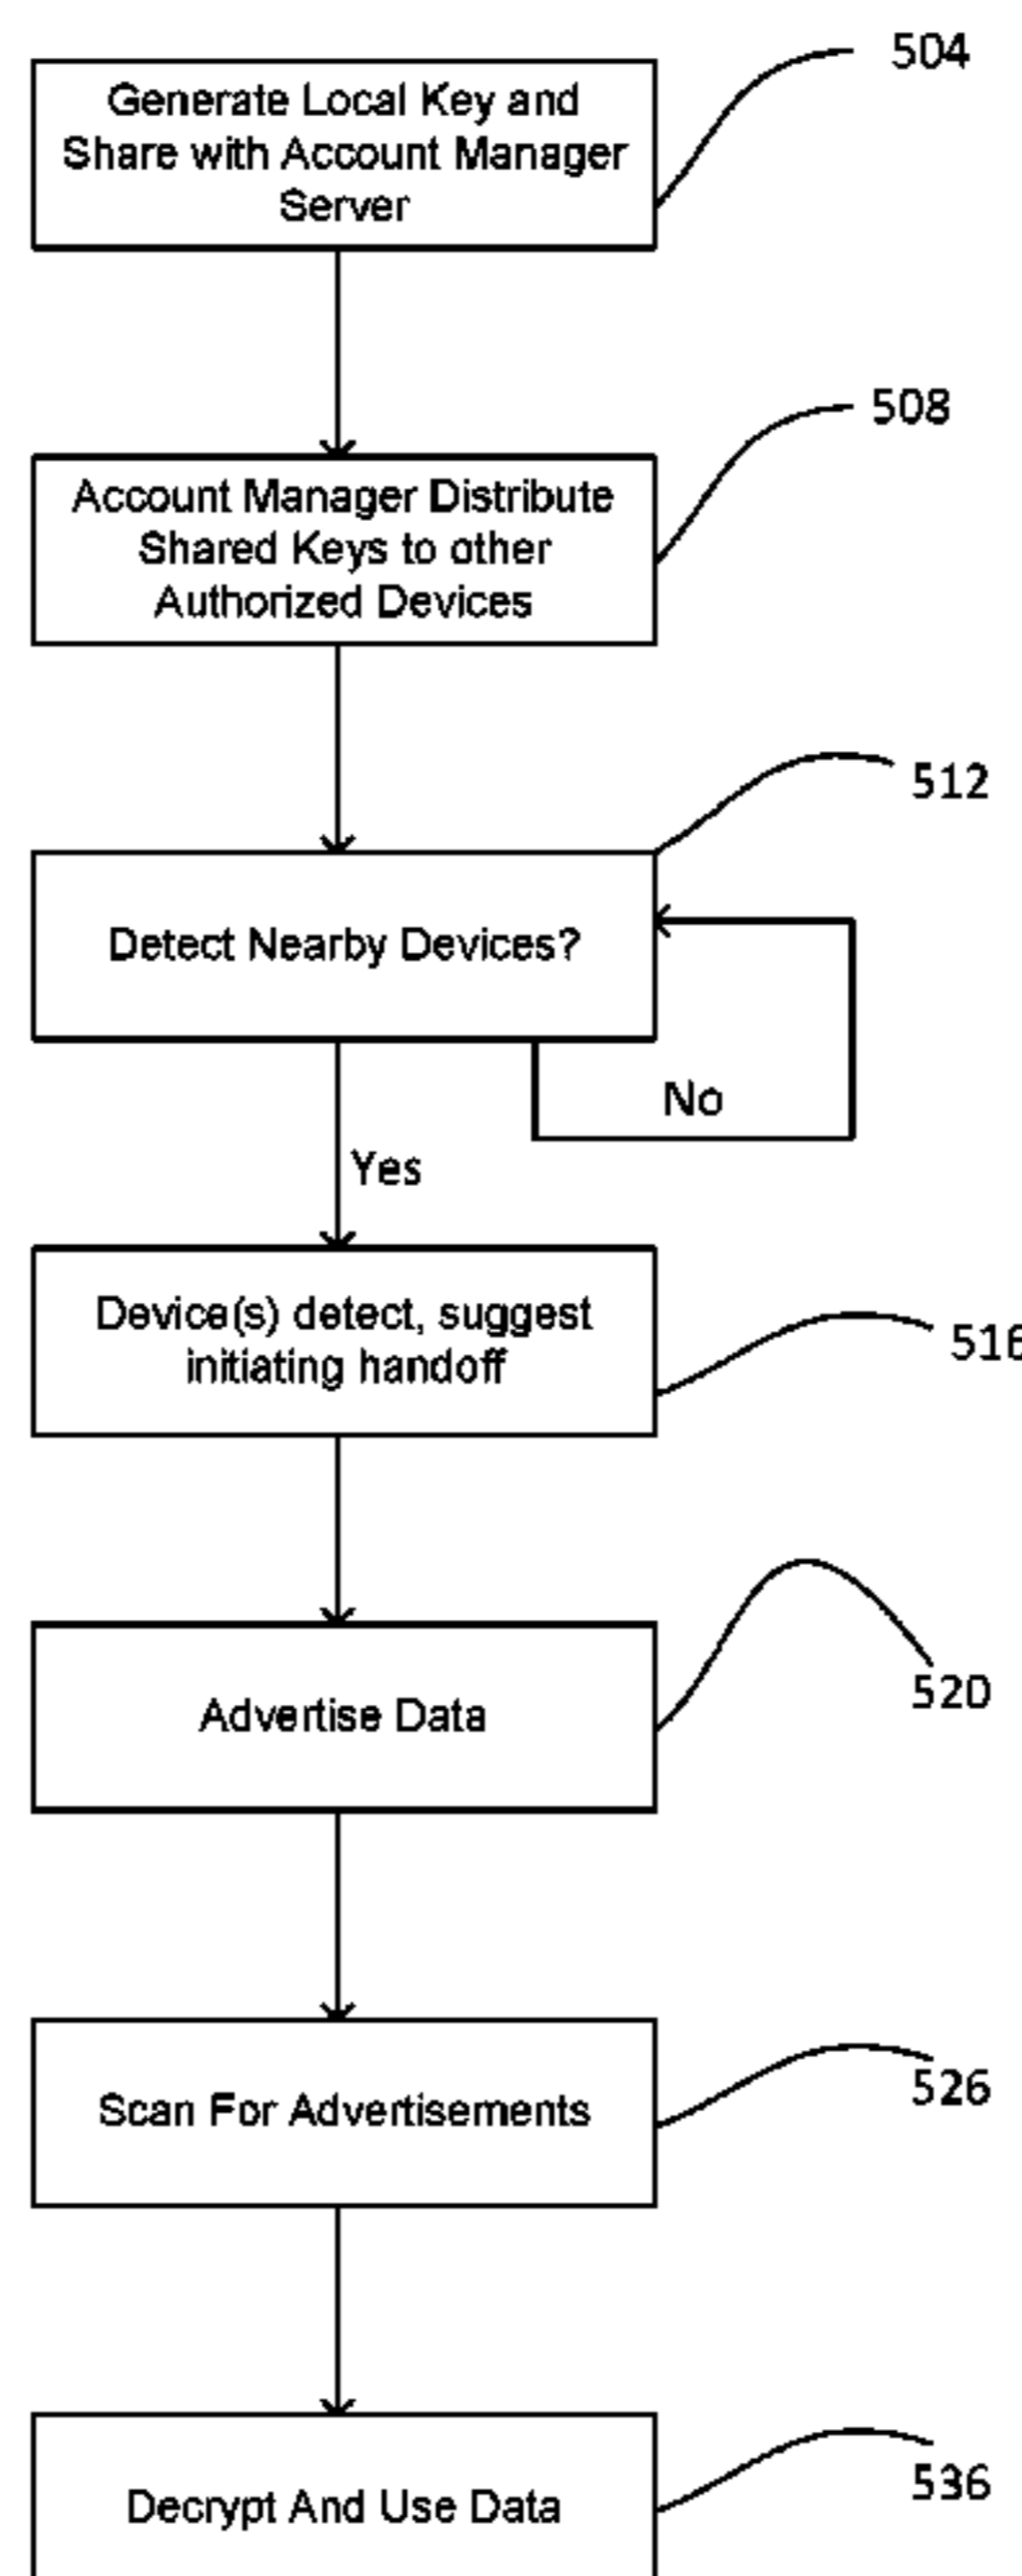 504
Generate Local Key and
Share with Account Manager
Server
508
Account Manager Distribute
Shared Keys to other
Authorized Devices
512
Detect Nearby Devices?
No
Yes
Device(s) detect, suggest
initiating handoff
516
Advertise Data
520
Scan For Advertisements
526
Decrypt And Use Data
536